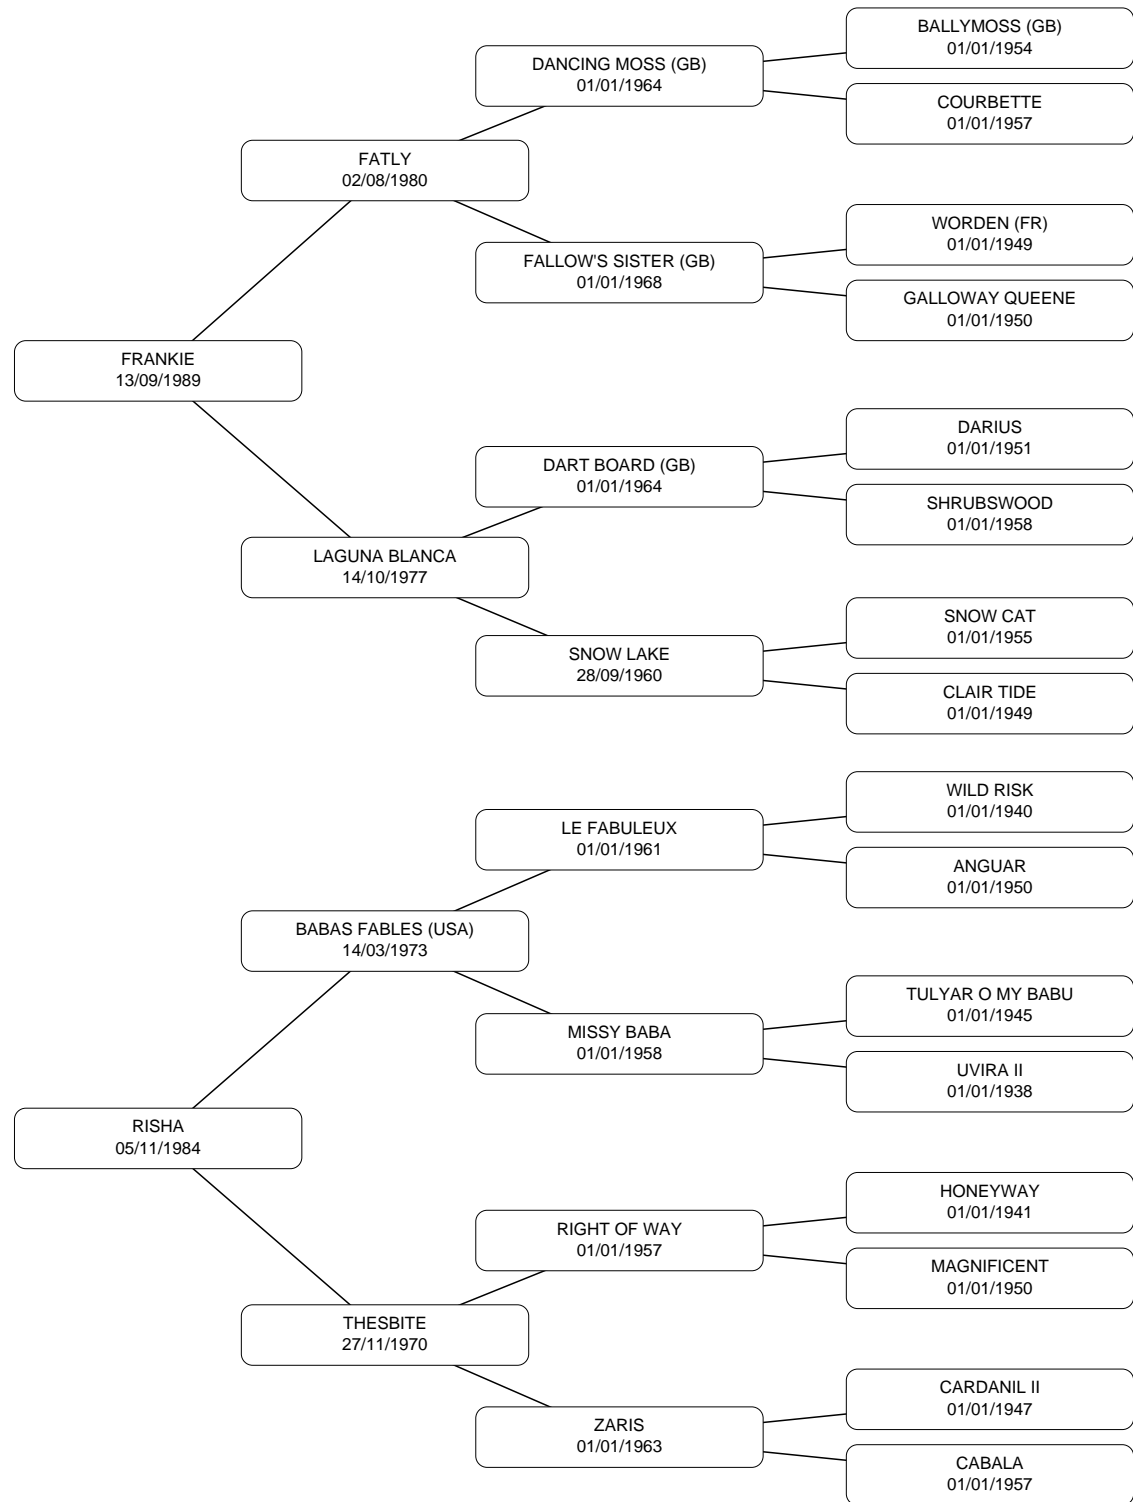 BALLYMOSS (GB)
01/01/1954
DANCING MOSS (GB)
01/01/1964
COURBETTE
01/01/1957
FATLY
02/08/1980
WORDEN (FR)
01/01/1949
FALLOW'S SISTER (GB)
01/01/1968
GALLOWAY QUEENE
01/01/1950
FRANKIE
13/09/1989
DARIUS
01/01/1951
DART BOARD (GB)
01/01/1964
SHRUBSWOOD
01/01/1958
LAGUNA BLANCA
14/10/1977
SNOW CAT
01/01/1955
SNOW LAKE
28/09/1960
CLAIR TIDE
01/01/1949
WILD RISK
01/01/1940
LE FABULEUX
01/01/1961
ANGUAR
01/01/1950
BABAS FABLES (USA)
14/03/1973
TULYAR O MY BABU
01/01/1945
MISSY BABA
01/01/1958
UVIRA II
01/01/1938
RISHA
05/11/1984
HONEYWAY
01/01/1941
RIGHT OF WAY
01/01/1957
MAGNIFICENT
01/01/1950
THESBITE
27/11/1970
CARDANIL II
01/01/1947
ZARIS
01/01/1963
CABALA
01/01/1957